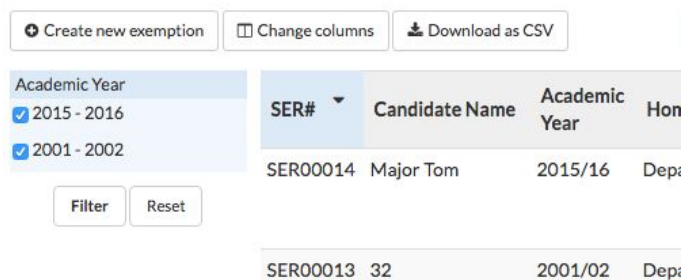 Create new exemption Change columns Download as CSV
Academic Year
2015 - 2016
2001 - 2002
Filter Reset
SER# Candidate Name Academic Year
SER00014 Major Tom 2015/16
SER00013 32 2001/02